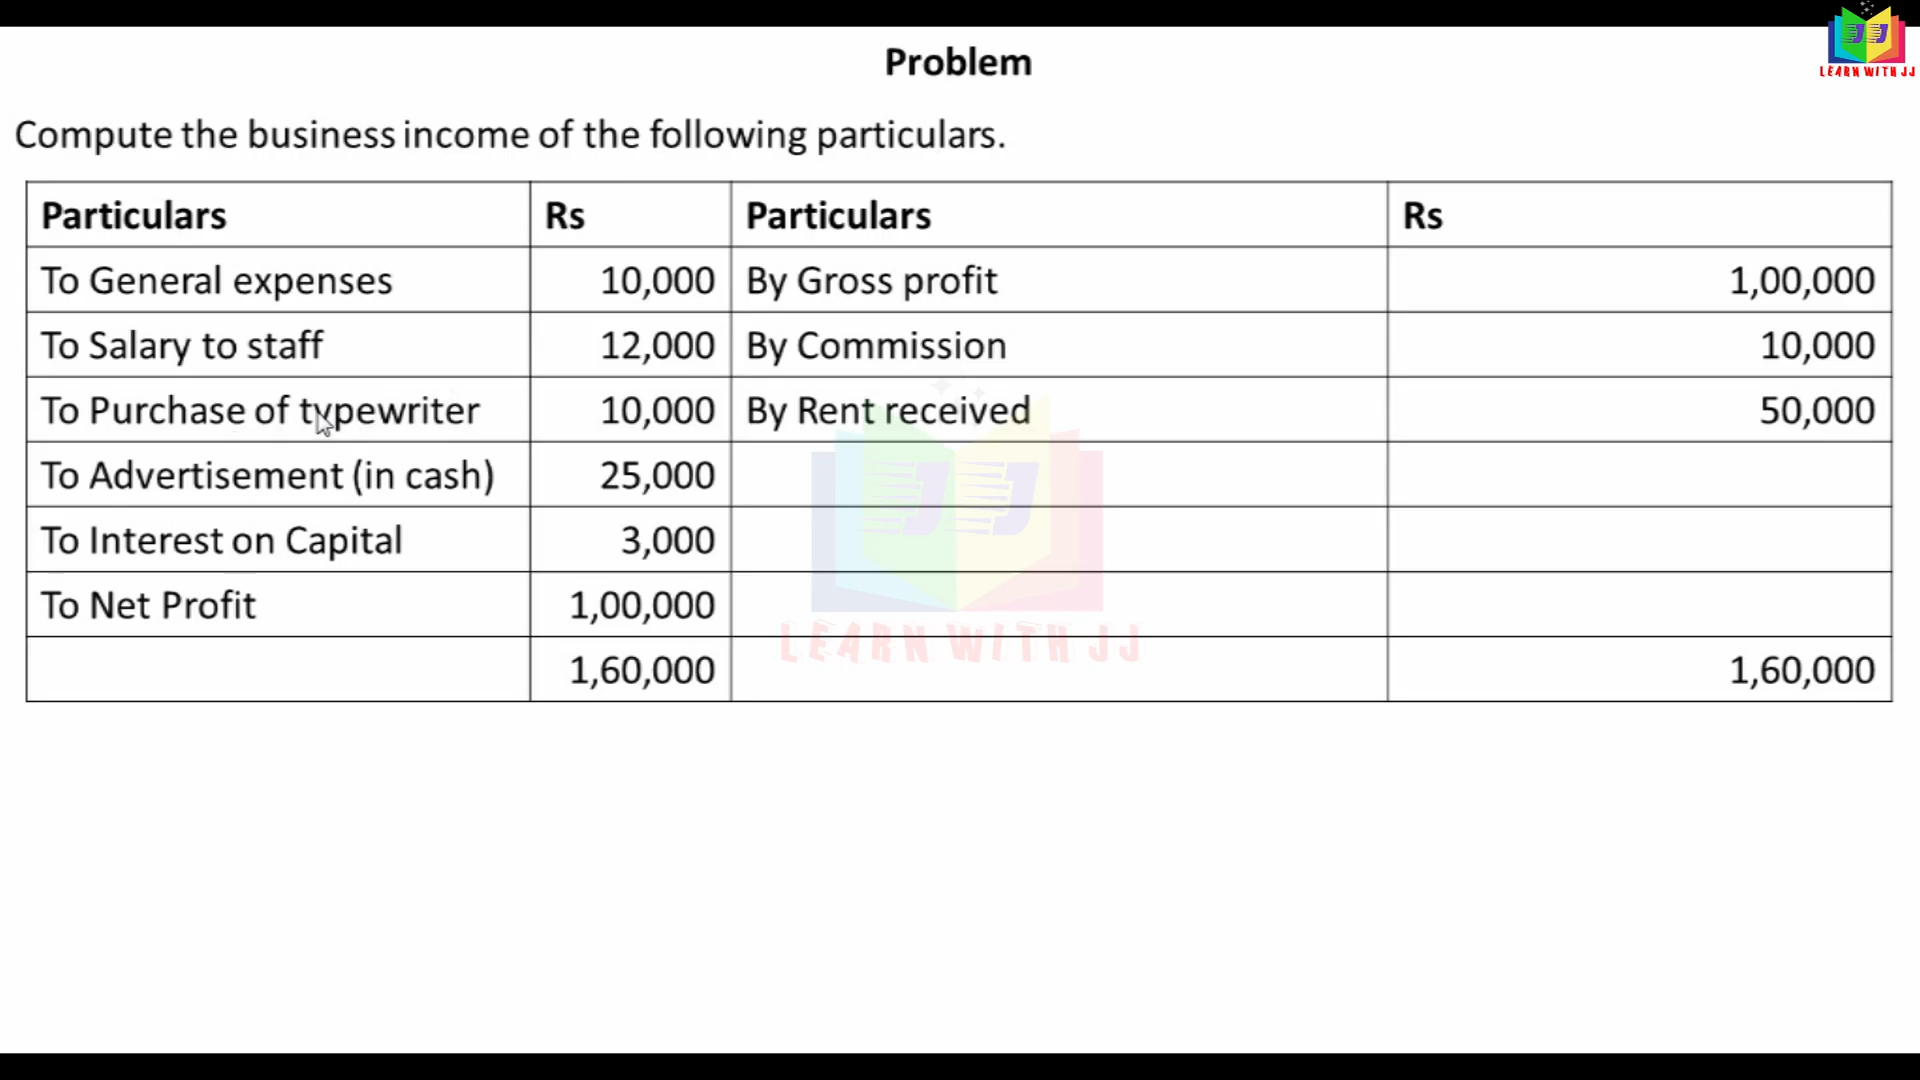 LEARN WITH JJ
Problem
Compute the business income of the following particulars.
Particulars Rs Particulars Rs
To General expenses 10,000 By Gross profit 1,00,000
To Salary to staff 12,000 By Commission 10,000
To Purchase of typewriter 10,000 By Rent received 50,000
To Advertisement (in cash) 25,000
To Interest on Capital 3,000
To Net Profit 1,00,000
LEARN WITH JJ
1,60,000 1,60,000